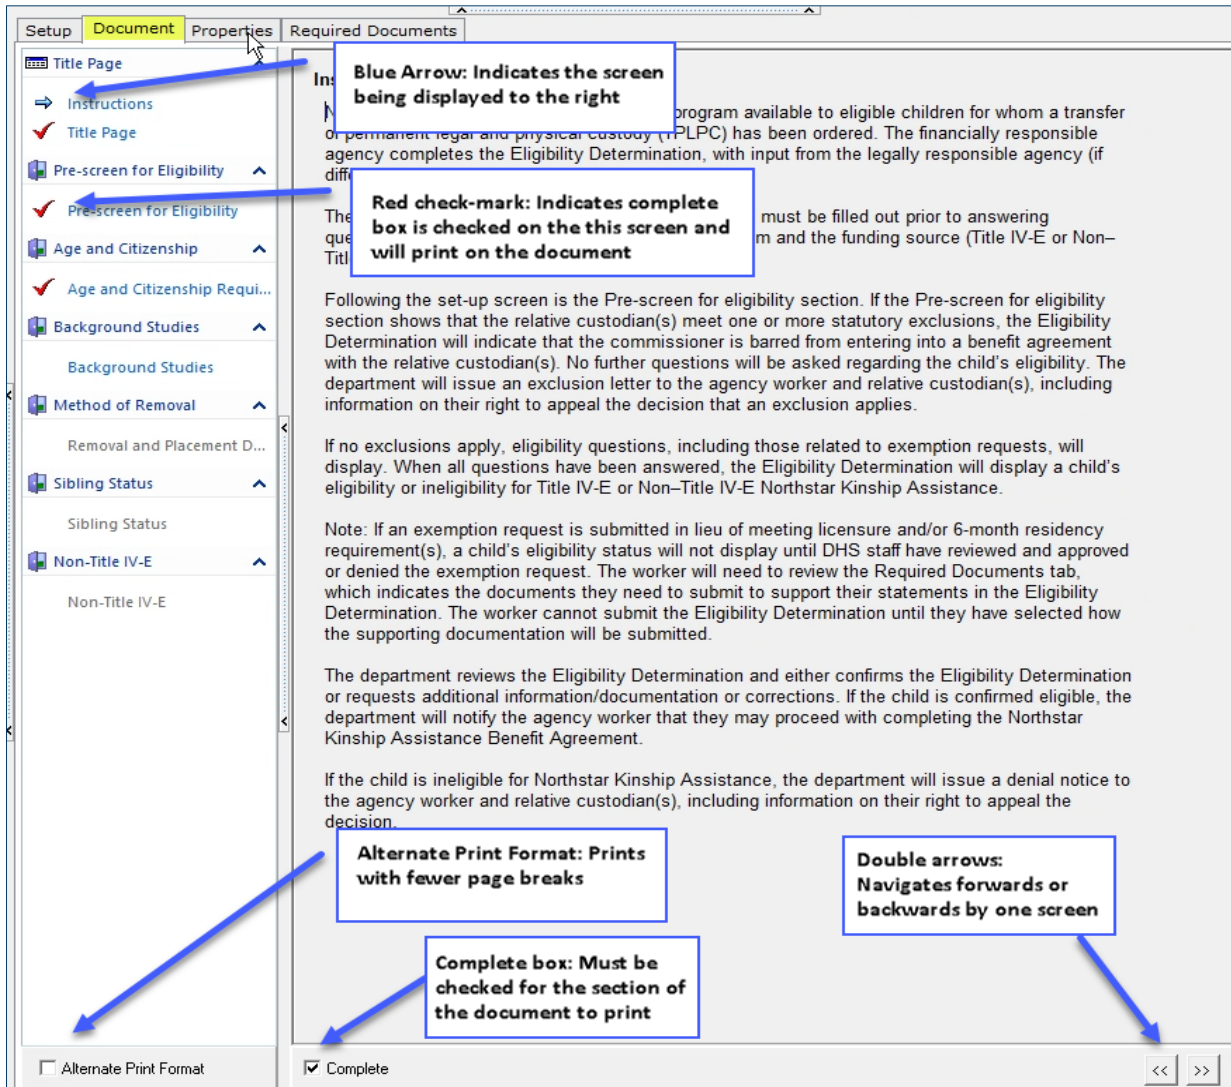 Setup Document Properties Required Documents
Title Page
Instructions
Title Page
Pre-screen for Eligibility
Pre-screen for Eligibility
Age and Citizenship
Age and Citizenship Requi...
Background Studies
Background Studies
Method of Removal
Removal and Placement D...
Sibling Status
Sibling Status
Non-Title IV-E
Non-Title IV-E
Alternate Print Format
Blue Arrow: Indicates the screen
being displayed to the right
program available to eligible children for whom a transfer
of permanent legal and physical custody (TPLPC) has been ordered. The financially responsible
agency completes the Eligibility Determination, with input from the legally responsible agency (if
Red check-mark: Indicates complete
box is checked on the this screen and
will print on the document
The must be filled out prior to answering
and the funding source (Title IV-E or Non–
Following the set-up screen is the Pre-screen for eligibility section. If the Pre-screen for eligibility
section shows that the relative custodian(s) meet one or more statutory exclusions, the Eligibility
Determination will indicate that the commissioner is barred from entering into a benefit agreement
with the relative custodian(s). No further questions will be asked regarding the child's eligibility. The
department will issue an exclusion letter to the agency worker and relative custodian(s), including
information on their right to appeal the decision that an exclusion applies.
If no exclusions apply, eligibility questions, including those related to exemption requests, will
display. When all questions have been answered, the Eligibility Determination will display a child's
eligibility or ineligibility for Title IV-E or Non–Title IV-E Northstar Kinship Assistance.
Note: If an exemption request is submitted in lieu of meeting licensure and/or 6-month residency
requirement(s), a child's eligibility status will not display until DHS staff have reviewed and approved
or denied the exemption request. The worker will need to review the Required Documents tab,
which indicates the documents they need to submit to support their statements in the Eligibility
Determination. The worker cannot submit the Eligibility Determination until they have selected how
the supporting documentation will be submitted.
The department reviews the Eligibility Determination and either confirms the Eligibility Determination
or requests additional information/documentation or corrections. If the child is confirmed eligible, the
department will notify the agency worker that they may proceed with completing the Northstar
Kinship Assistance Benefit Agreement.
If the child is ineligible for Northstar Kinship Assistance, the department will issue a denial notice to
the agency worker and relative custodian(s), including information on their right to appeal the
decision.
Alternate Print Format: Prints
with fewer page breaks
Double arrows:
Navigates forwards or
backwards by one screen
Complete box: Must be
checked for the section of
the document to print
Complete
<< >>